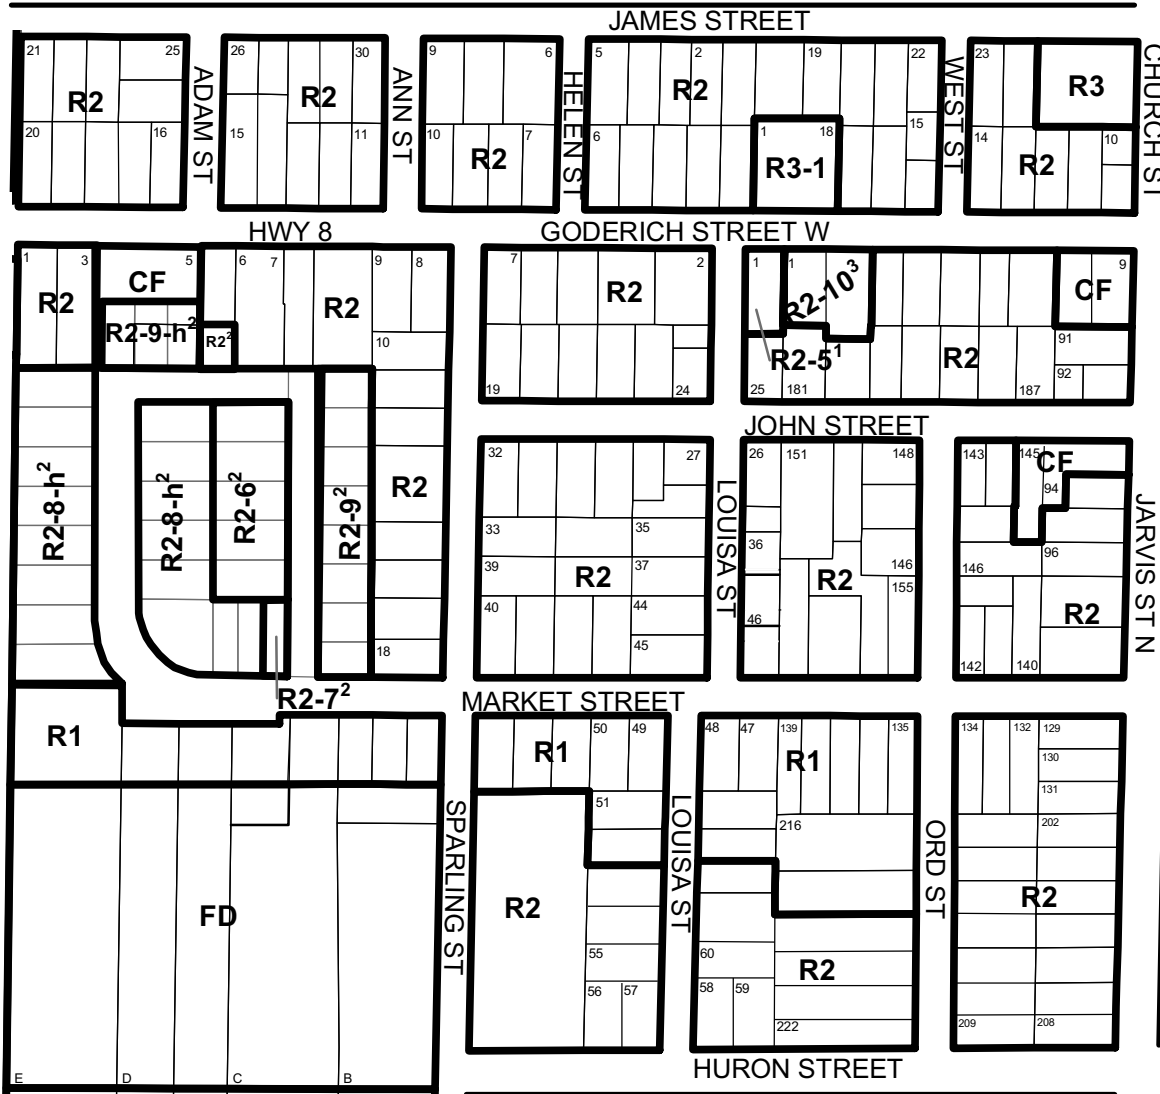 JAMES STREET
21 25
R2
20 16
ADAM ST
26 30
R2
15 11
ANN ST
9 6
10 R2 7
HELEN ST
5 2 19 22
R2
6 1 18 15
R3-1
WEST ST
23
R3
14 R2 10
CHURCH ST
HWY 8
GODERICH STREET W
1 3 5 6 7 9 8
CF
R2
R2
R2-9-h²
R2²
10
R2-8-h²
R2-8-h²
R2-6²
R2-9²
R2
18
R2-7²
7 2
R2
19 24
1 1 9
R2-10³
CF
R2-5¹
R2
91
92
25 181 187
JOHN STREET
32 27
33 35
39 37
R2
40 44
45
LOUISA ST
26 151 148
36
146
R2
155
46
143 145
CF
94
96
146
R2
142 140
JARVIS ST N
MARKET STREET
R1
FD
E D C B
SPARLING ST
50 49
R1
51
R2
55
56 57
LOUISA ST
48 47 139 135
R1
216
60
R2
58 59
222
ORD ST
134 132 129
130
131
202
R2
209 208
HURON STREET